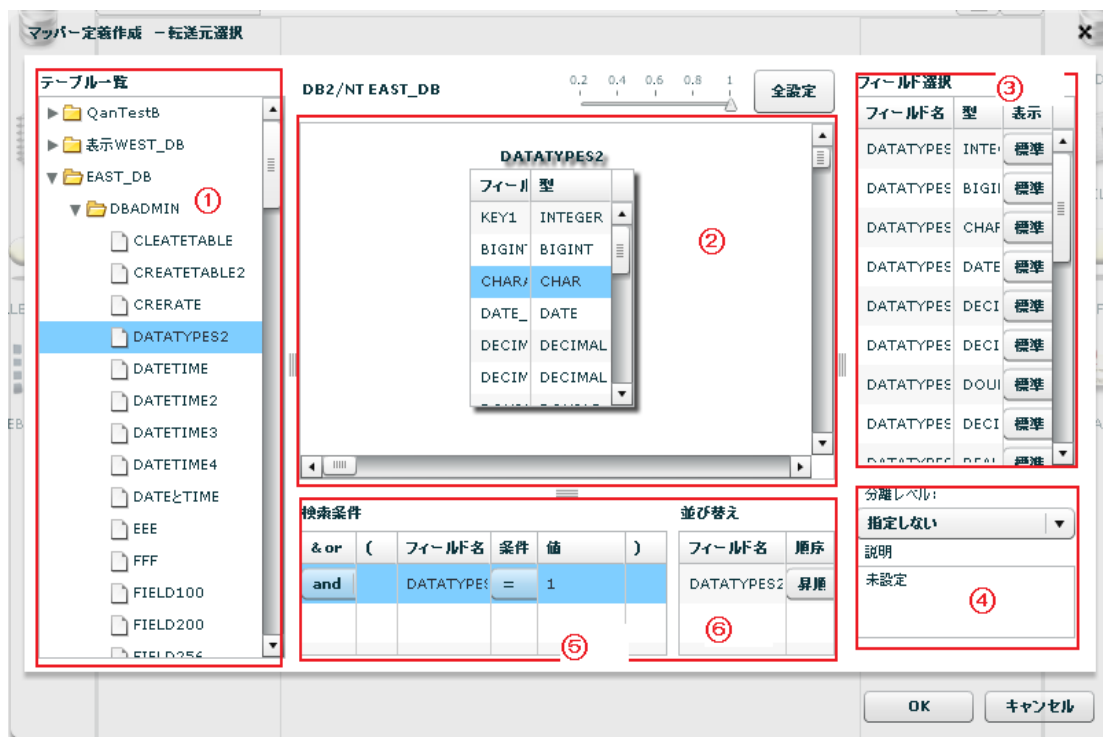 マッパー定義作成 －転送元選択
テーブル一覧
QanTestB
表示WEST_DB
EAST_DB
①
DBADMIN
CLEATETABLE
CREATETABLE2
CRERATE
DATATYPES2
DATETIME
DATETIME2
DATETIME3
DATETIME4
DATEとTIME
EEE
FFF
FIELD100
FIELD200
FIELD256
DB2/NT EAST_DB
0.2 0.4 0.6 0.8 1
全設定
DATATYPES2
フィール 型
KEY1 INTEGER
BIGIN BIGINT
CHARA CHAR
DATE_ DATE
DECIM DECIMAL
DECIM DECIMAL
②
フィールド選択
③
フィールド名 型 表示
DATATYPES INTE 標準
DATATYPES BIGII 標準
DATATYPES CHAF 標準
DATATYPES DATE 標準
DATATYPES DECI 標準
DATATYPES DECI 標準
DATATYPES DOUI 標準
DATATYPES DECI 標準
DATATYPES REAL 標準
検索条件
& or ( フィールド名 条件 値 )
and DATATYPES = 1
⑤
並び替え
フィールド名 順序
DATATYPES2 昇順
⑥
分離レベル:
指定しない
説明
未設定
④
OK キャンセル